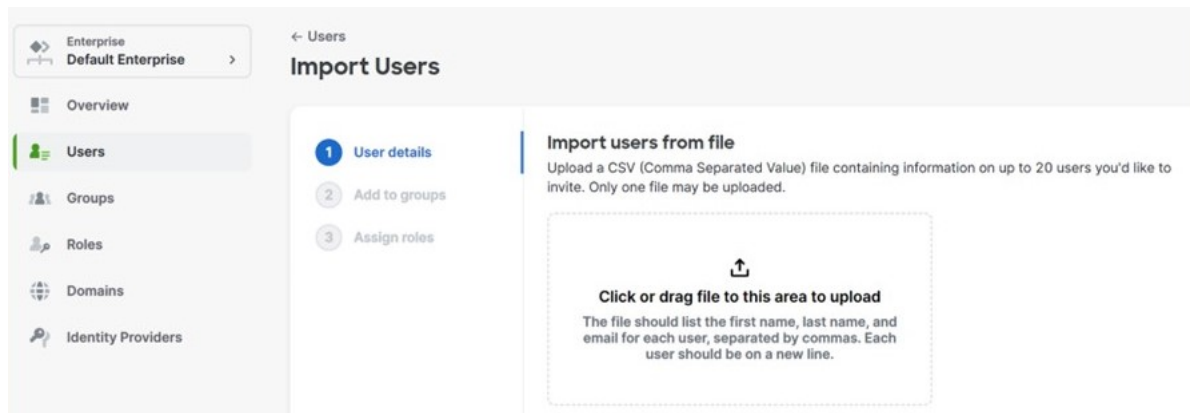 Enterprise
Default Enterprise
Overview
Users
Groups
Roles
Domains
Identity Providers
← Users
Import Users
1 User details
2 Add to groups
3 Assign roles
Import users from file
Upload a CSV (Comma Separated Value) file containing information on up to 20 users you'd like to
invite. Only one file may be uploaded.
Click or drag file to this area to upload
The file should list the first name, last name, and
email for each user, separated by commas. Each
user should be on a new line.